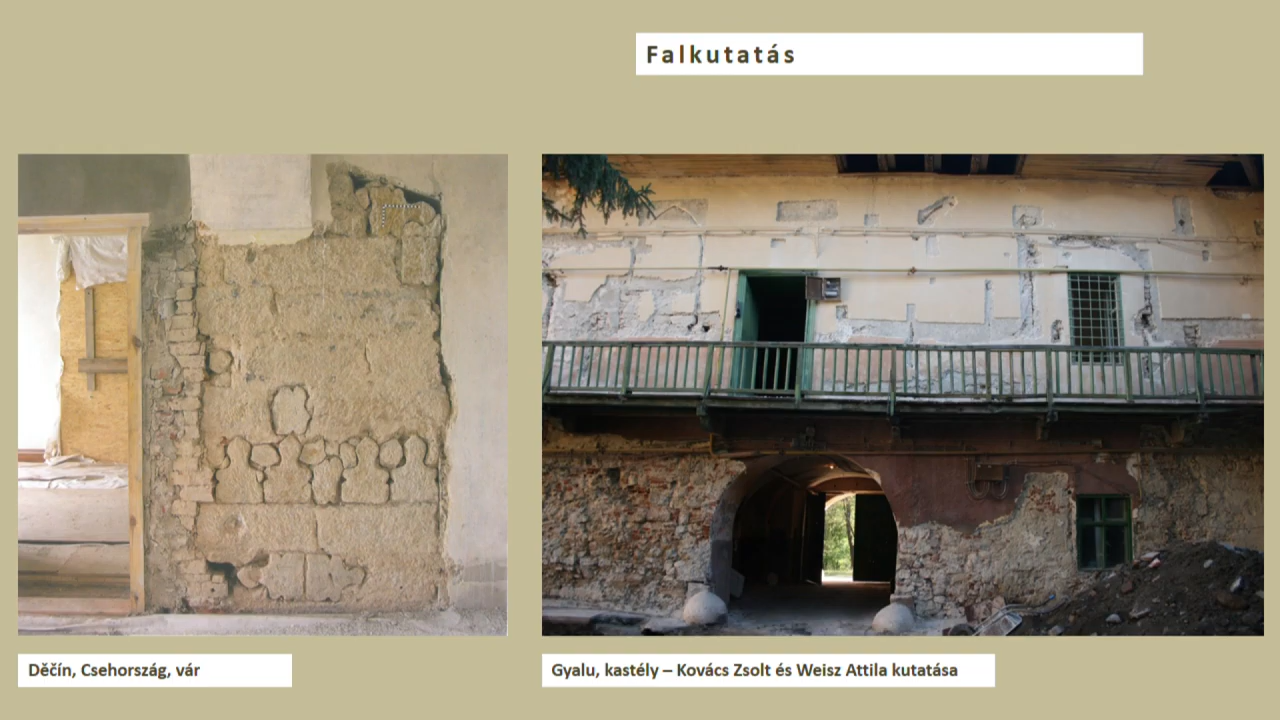 Falkutatás
Děčín, Csehország, vár
Gyalu, kastély – Kovács Zsolt és Weisz Attila kutatása